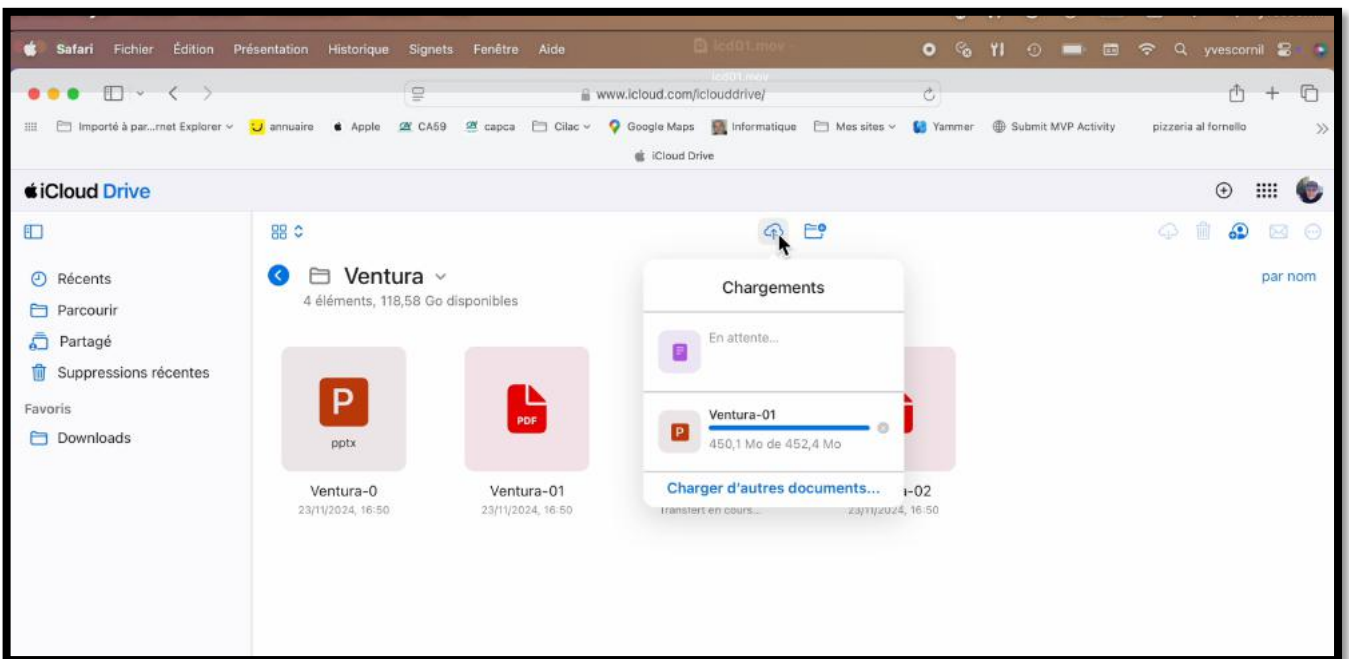 Safari Fichier Édition Présentation Historique Signets Fenêtre Aide icd01.mov yvescornil
icd01.mov
www.icloud.com/iclouddrive/
Importé à par...rnet Explorer annuaire Apple CA59 capca Cilac Google Maps Informatique Mes sites Yammer Submit MVP Activity pizzeria al fornello
iCloud Drive
iCloud Drive
Récents
Parcourir
Partagé
Suppressions récentes
Favoris
Downloads
Ventura
4 éléments, 118,58 Go disponibles
par nom
P
pptx
Ventura-0
23/11/2024, 16:50
PDF
Ventura-01
23/11/2024, 16:50
Chargements
En attente...
Ventura-01
P
450,1 Mo de 452,4 Mo
Charger d'autres documents...
Transfert en cours...
-02
23/11/2024, 16:50